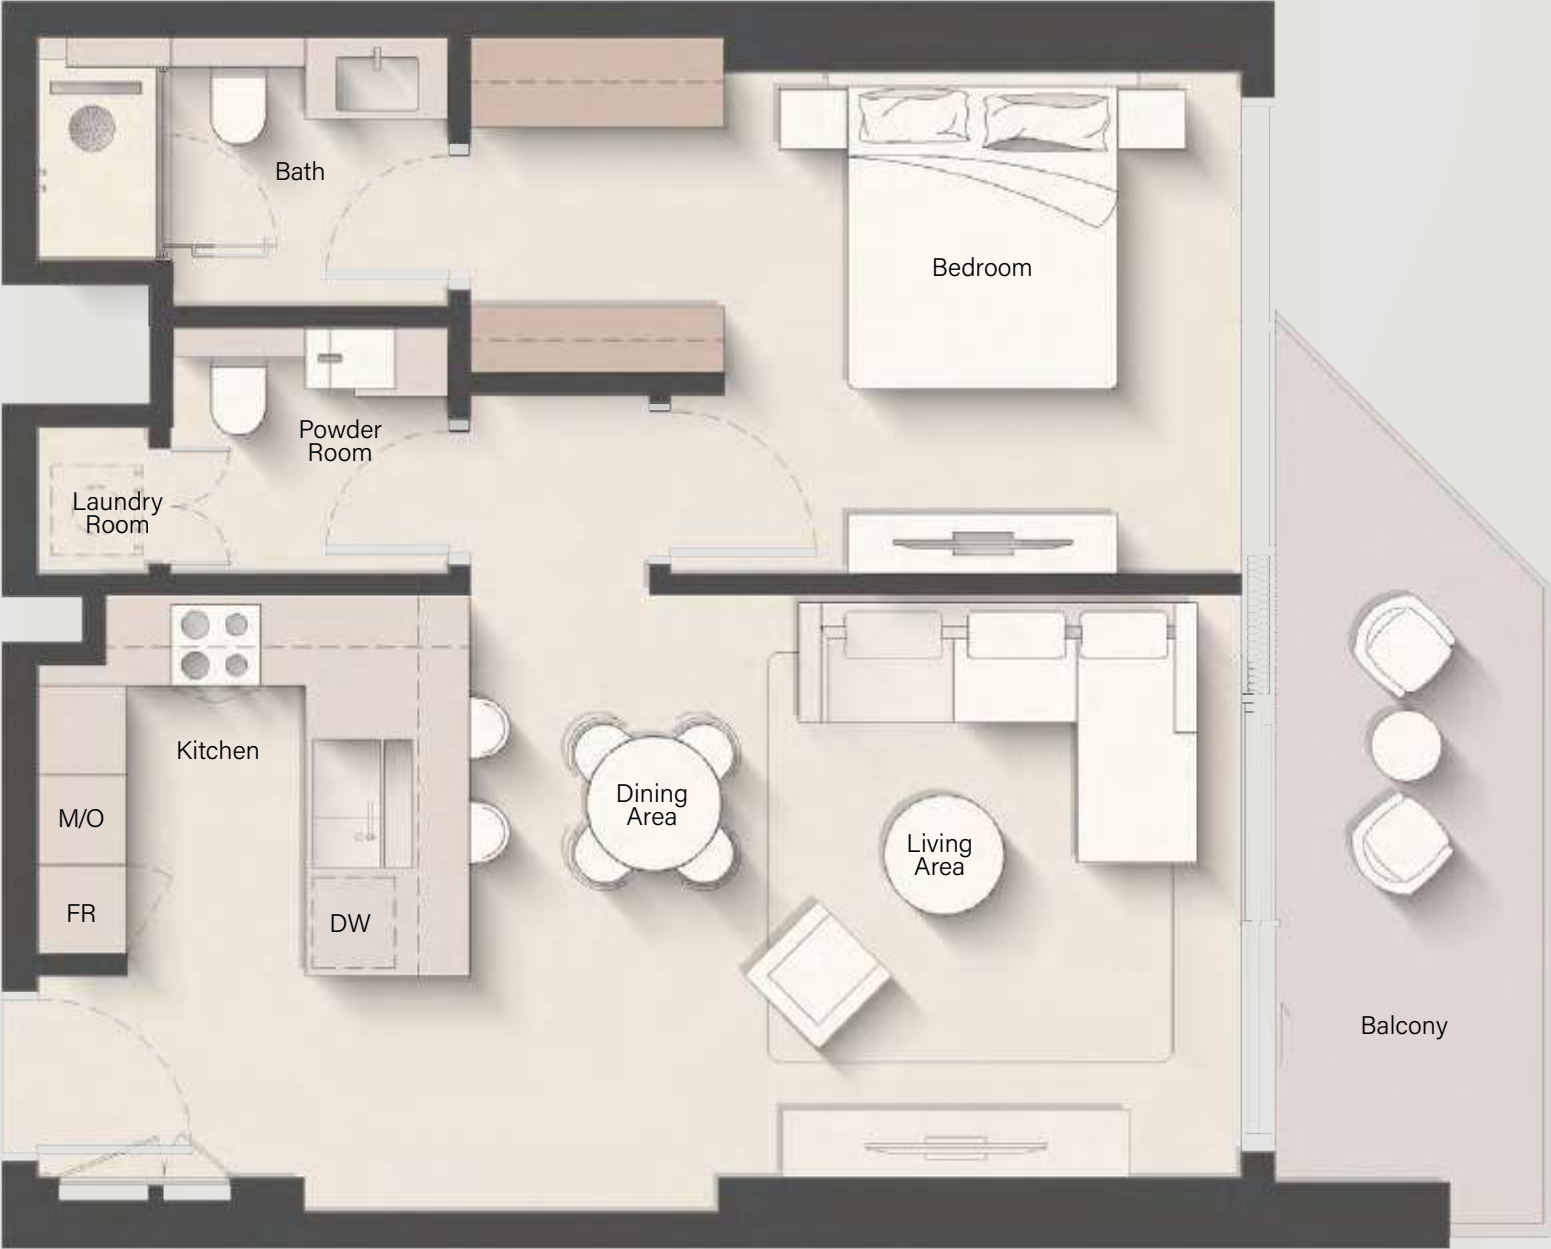 Bath
Bedroom
Powder
Room
Laundry
Room
Kitchen
M/O
FR
DW
Dining
Area
Living
Area
Balcony